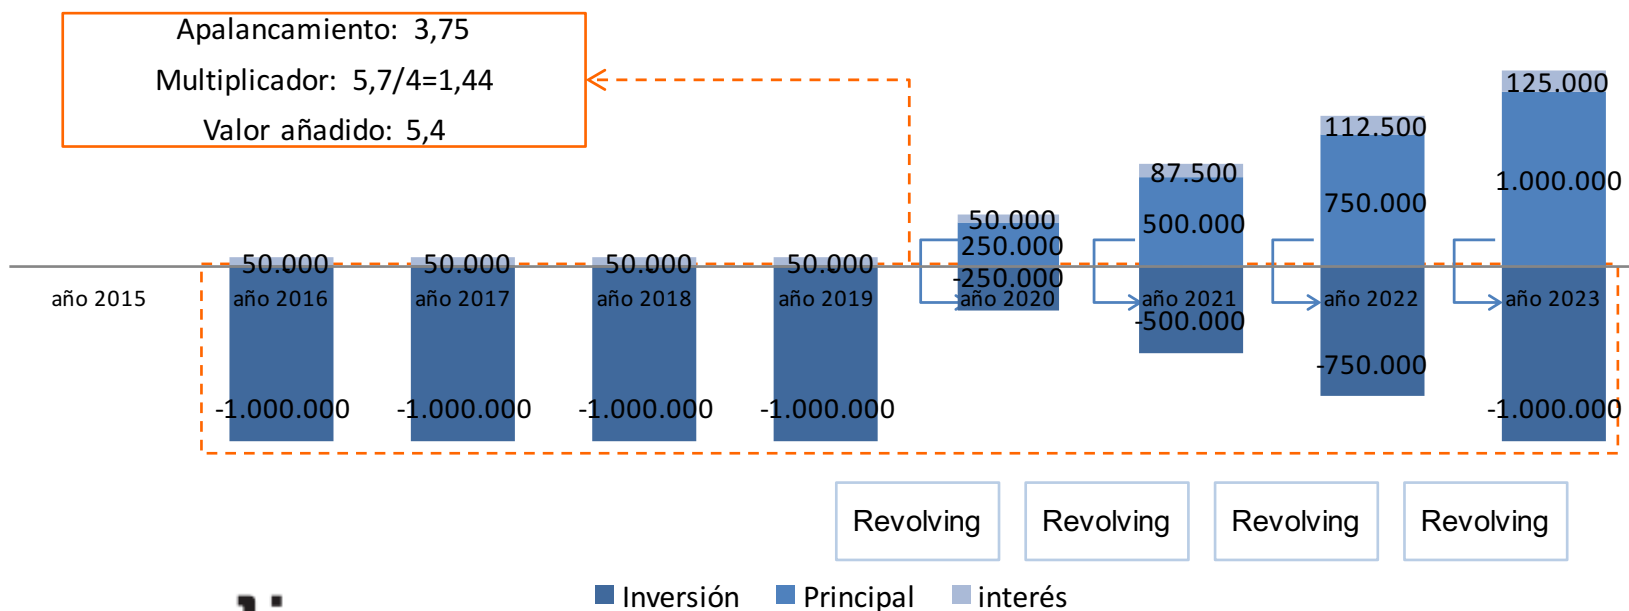 Apalancamiento: 3,75
Multiplicador: 5,7/4=1,44
Valor añadido: 5,4
50.000
50.000
50.000
50.000
50.000
87.500
112.500
125.000
250.000
500.000
750.000
1.000.000
año 2015
año 2016
año 2017
año 2018
año 2019
año 2020
año 2021
año 2022
año 2023
-1.000.000
-1.000.000
-1.000.000
-1.000.000
-250.000
-500.000
-750.000
-1.000.000
Revolving
Revolving
Revolving
Revolving
Inversión
Principal
interés